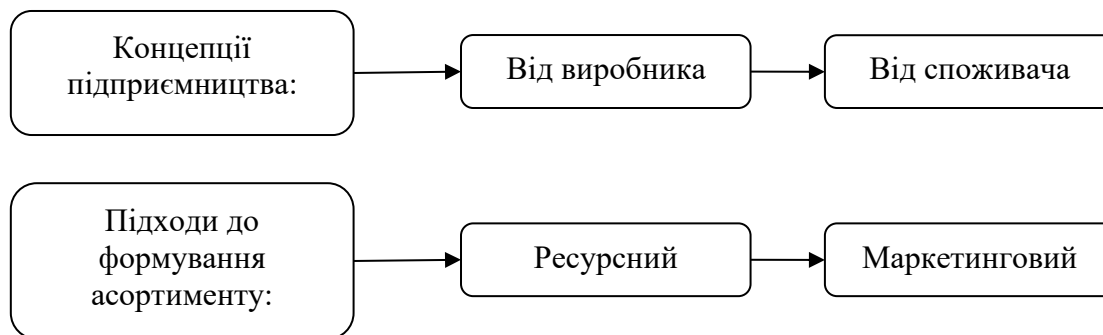 Концепції
підприємництва:
Від виробника
Від споживача
Підходи до
формування
асортименту:
Ресурсний
Маркетинговий